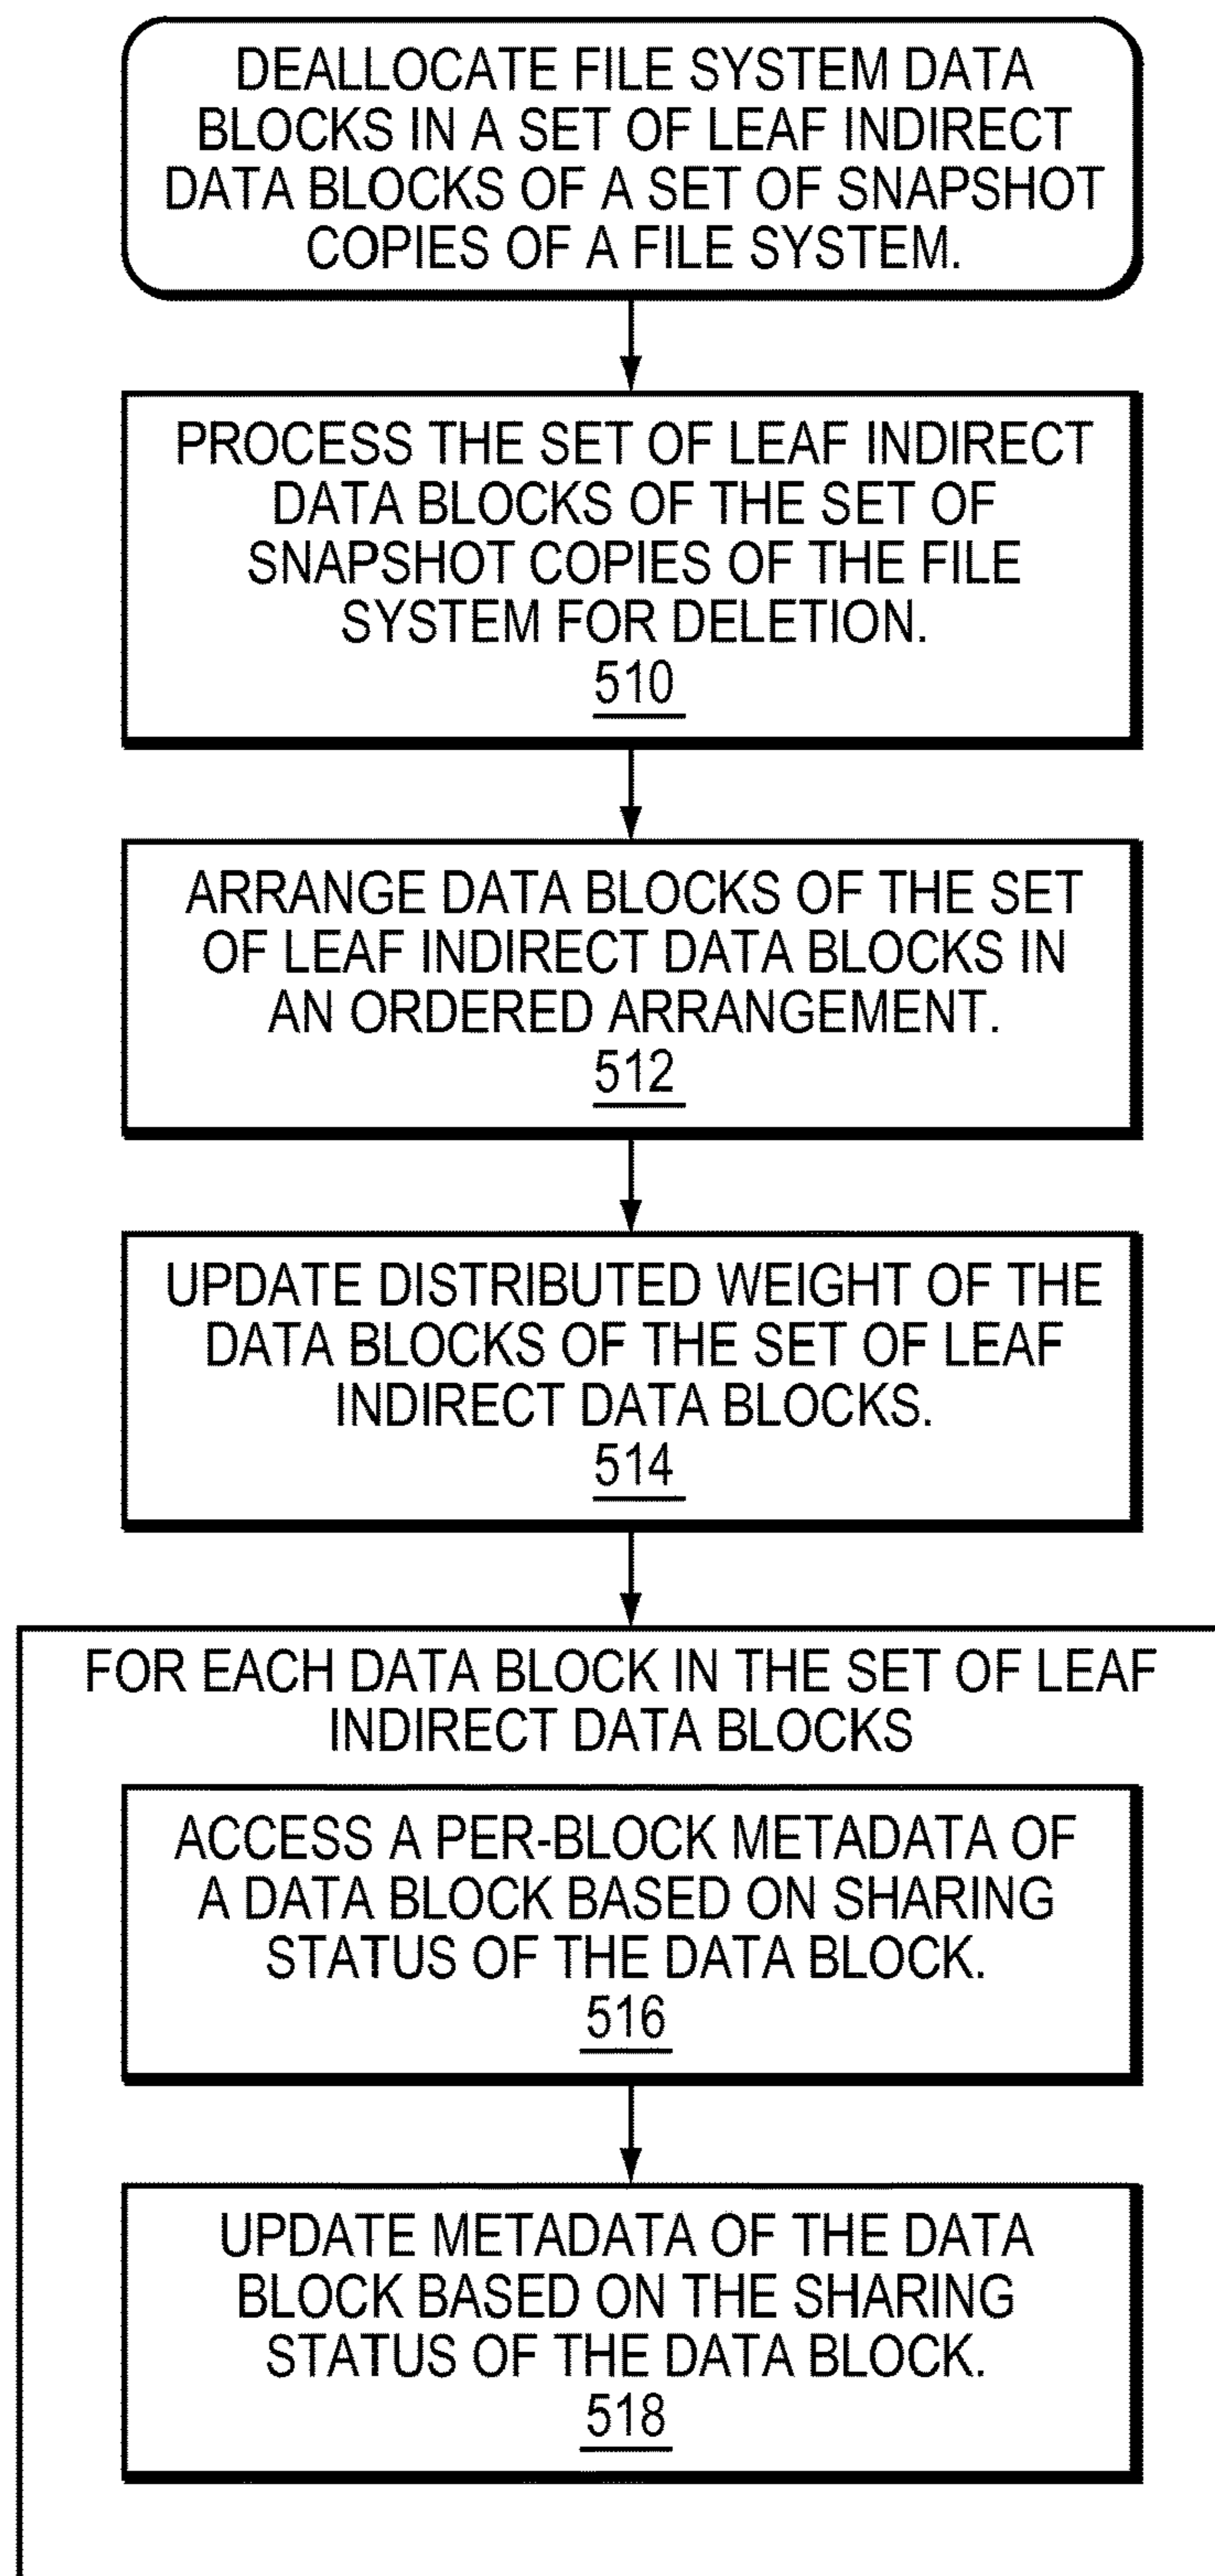 DEALLOCATE FILE SYSTEM DATA
BLOCKS IN A SET OF LEAF INDIRECT
DATA BLOCKS OF A SET OF SNAPSHOT
COPIES OF A FILE SYSTEM.
PROCESS THE SET OF LEAF INDIRECT
DATA BLOCKS OF THE SET OF
SNAPSHOT COPIES OF THE FILE
SYSTEM FOR DELETION.
510
ARRANGE DATA BLOCKS OF THE SET
OF LEAF INDIRECT DATA BLOCKS IN
AN ORDERED ARRANGEMENT.
512
UPDATE DISTRIBUTED WEIGHT OF THE
DATA BLOCKS OF THE SET OF LEAF
INDIRECT DATA BLOCKS.
514
FOR EACH DATA BLOCK IN THE SET OF LEAF
INDIRECT DATA BLOCKS
ACCESS A PER-BLOCK METADATA OF
A DATA BLOCK BASED ON SHARING
STATUS OF THE DATA BLOCK.
516
UPDATE METADATA OF THE DATA
BLOCK BASED ON THE SHARING
STATUS OF THE DATA BLOCK.
518